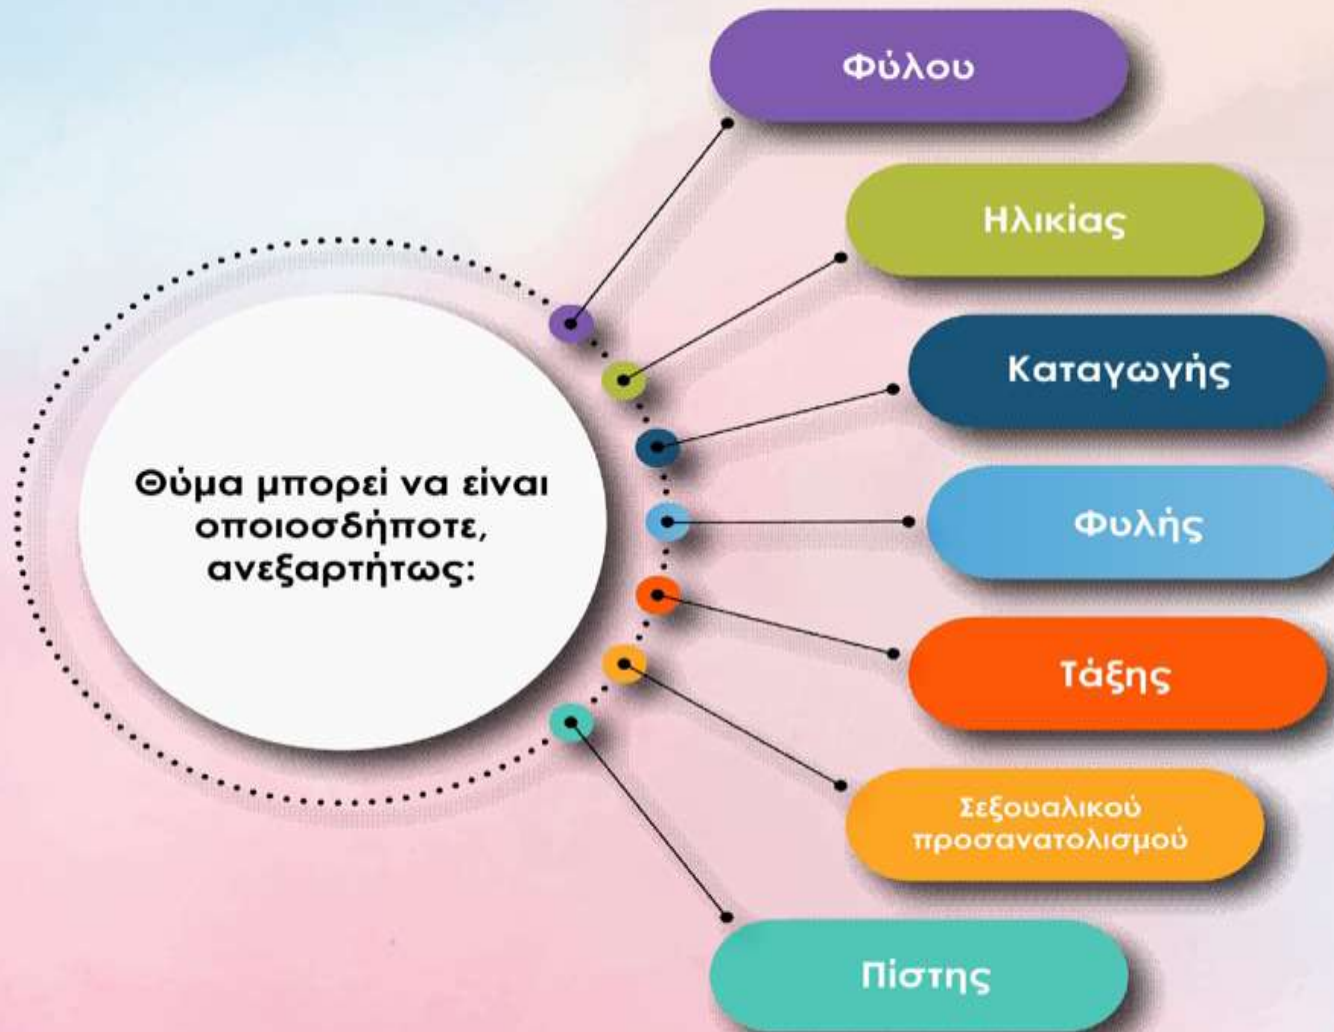 Φύλου
Ηλικίας
Καταγωγής
Θύμα μπορεί να είναι
οποιοσδήποτε,
ανεξαρτήτως:
Φυλής
Τάξης
Σεξουαλικού
προσανατολισμού
Πίστης